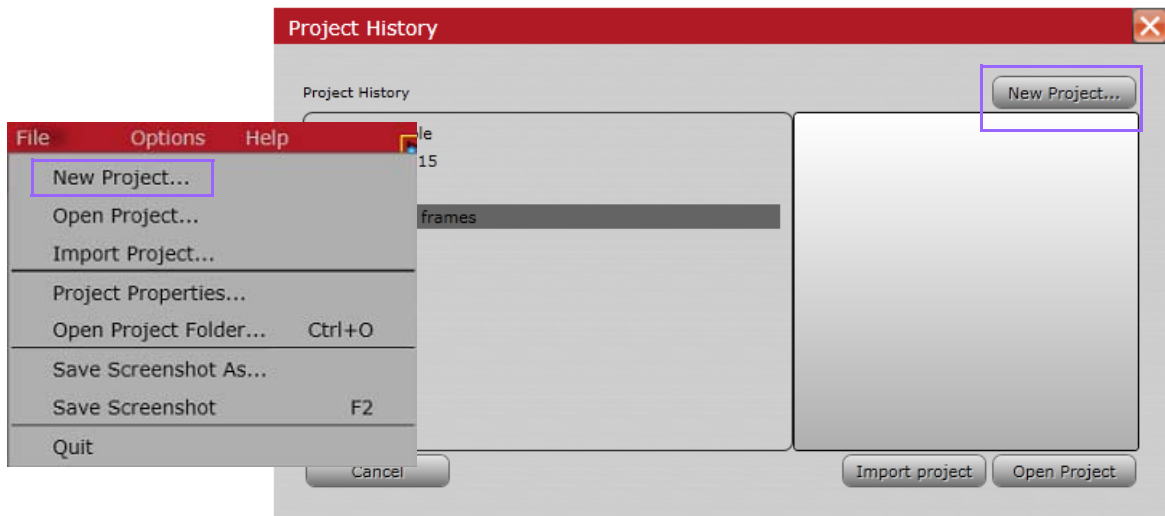 Project History
Project History
New Project...
File Options Help
New Project...
Open Project...
Import Project...
Project Properties...
Open Project Folder... Ctrl+O
Save Screenshot As...
Save Screenshot F2
Quit
15
frames
Cancel
Import project
Open Project